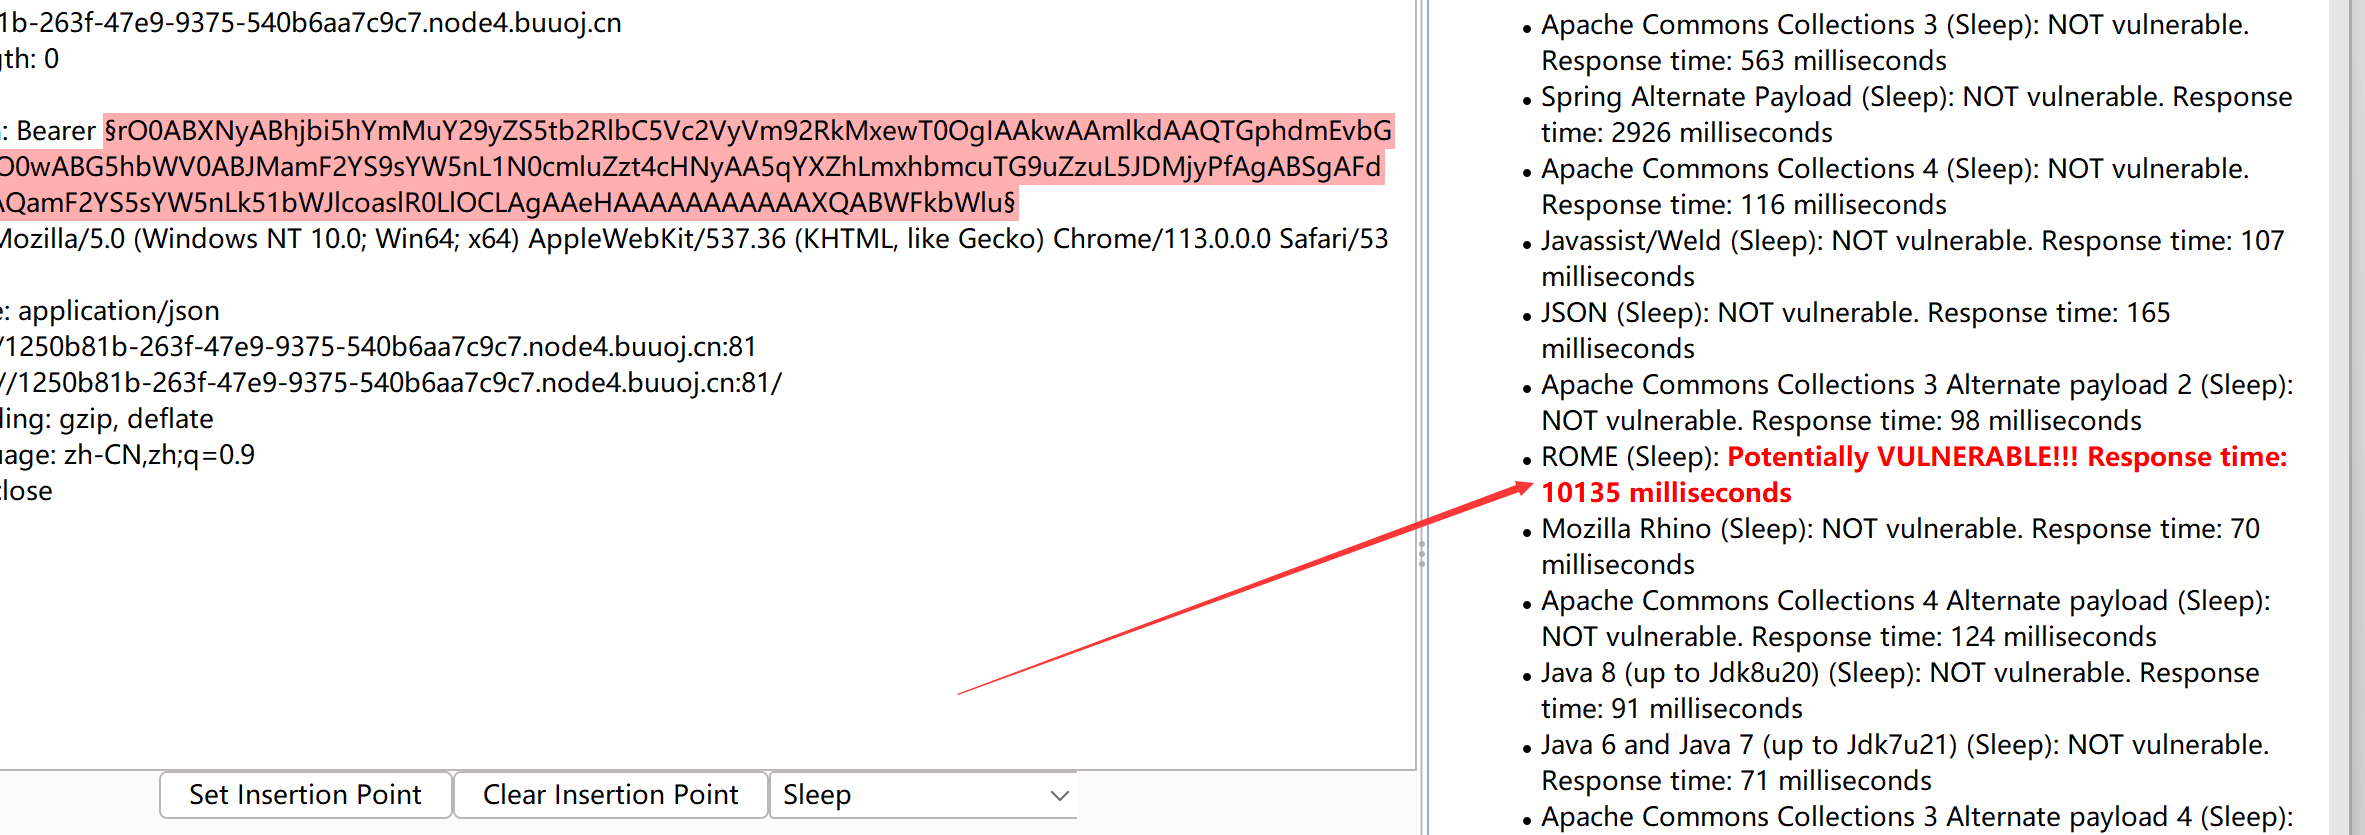 1b-263f-47e9-9375-540b6aa7c9c7.node4.buuoj.cn
gth: 0
: Bearer §rO0ABXNyABhjbi5hYmMuY29yZS5tb2RlbC5Vc2VyVm92RkMxewT0OgIAAkwAAmlkdAAQTGphdmEvbG
O0wABG5hbWV0ABJMamF2YS9sYW5nL1N0cmluZzt4cHNyAA5qYXZhLmxhbmcuTG9uZzuL5JDMjyPfAgABSgAFd
AQamF2YS5sYW5nLk51bWJlcoaslR0LlOCLAgAAeHAAAAAAAAAAAXQABWFkbWlu§
Mozilla/5.0 (Windows NT 10.0; Win64; x64) AppleWebKit/537.36 (KHTML, like Gecko) Chrome/113.0.0.0 Safari/53
e: application/json
/1250b81b-263f-47e9-9375-540b6aa7c9c7.node4.buuoj.cn:81
//1250b81b-263f-47e9-9375-540b6aa7c9c7.node4.buuoj.cn:81/
ding: gzip, deflate
uage: zh-CN,zh;q=0.9
close
Set Insertion Point
Clear Insertion Point
Sleep
• Apache Commons Collections 3 (Sleep): NOT vulnerable.
Response time: 563 milliseconds
• Spring Alternate Payload (Sleep): NOT vulnerable. Response
time: 2926 milliseconds
• Apache Commons Collections 4 (Sleep): NOT vulnerable.
Response time: 116 milliseconds
• Javassist/Weld (Sleep): NOT vulnerable. Response time: 107
milliseconds
• JSON (Sleep): NOT vulnerable. Response time: 165
milliseconds
• Apache Commons Collections 3 Alternate payload 2 (Sleep):
NOT vulnerable. Response time: 98 milliseconds
• ROME (Sleep): Potentially VULNERABLE!!! Response time:
10135 milliseconds
• Mozilla Rhino (Sleep): NOT vulnerable. Response time: 70
milliseconds
• Apache Commons Collections 4 Alternate payload (Sleep):
NOT vulnerable. Response time: 124 milliseconds
• Java 8 (up to Jdk8u20) (Sleep): NOT vulnerable. Response
time: 91 milliseconds
• Java 6 and Java 7 (up to Jdk7u21) (Sleep): NOT vulnerable.
Response time: 71 milliseconds
• Apache Commons Collections 3 Alternate payload 4 (Sleep):